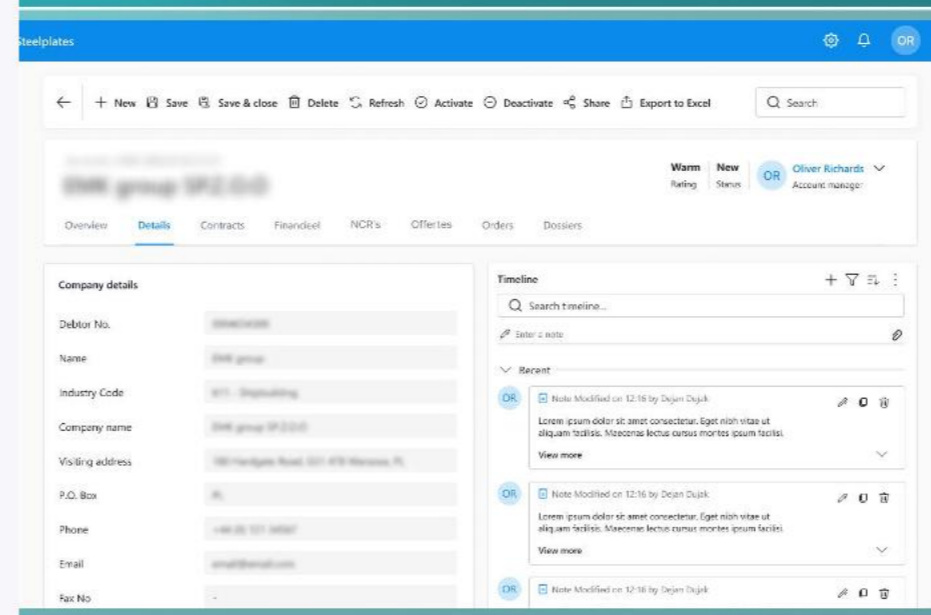 Steelplates
OR
New Save Save & close Delete Refresh Activate Deactivate Share Export to Excel Search
Warm New OR Oliver Richards
Rating Status Account manager
Overview Details Contracts Financieel NCR's Offertes Orders Dossiers
Company details
Debtor No.
Name
Industry Code
Company name
Visiting address
P.O. Box
Phone
Email
Fax No -
Timeline
Search timeline...
Enter a note
Recent
OR Note Modified on 12:16 by Dejan Dujak
Lorem ipsum dolor sit amet consectetur. Eget nibh vitae ut
aliquam facilisis. Maecenas lectus cursus montes ipsum facilisi.
View more
OR Note Modified on 12:16 by Dejan Dujak
Lorem ipsum dolor sit amet consectetur. Eget nibh vitae ut
aliquam facilisis. Maecenas lectus cursus montes ipsum facilisi.
View more
OR Note Modified on 12:16 by Dejan Dujak